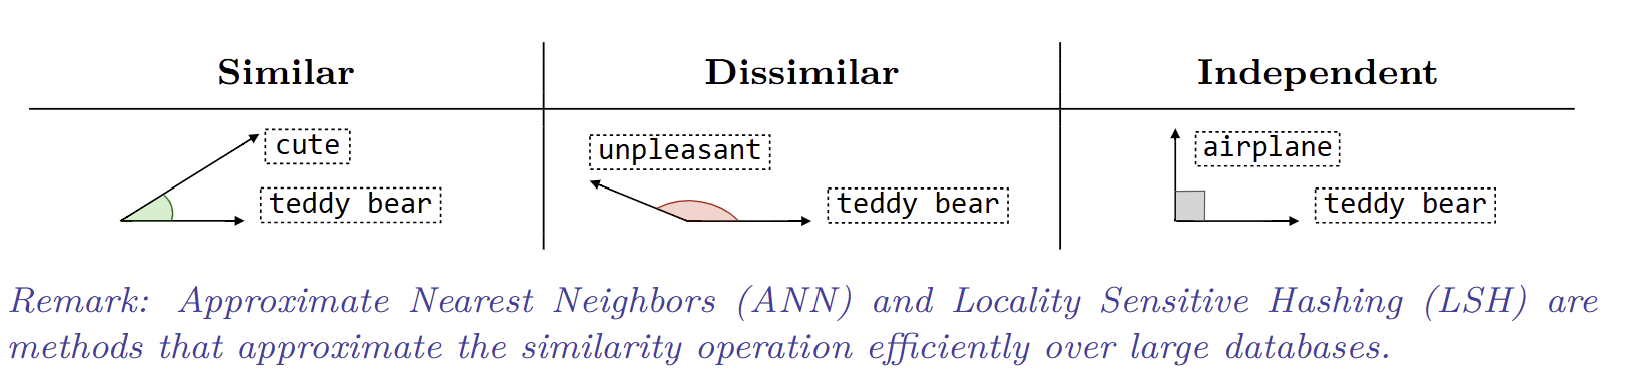 Similar Dissimilar Independent
cute unpleasant airplane
teddy bear teddy bear teddy bear
Remark: Approximate Nearest Neighbors (ANN) and Locality Sensitive Hashing (LSH) are
methods that approximate the similarity operation efficiently over large databases.